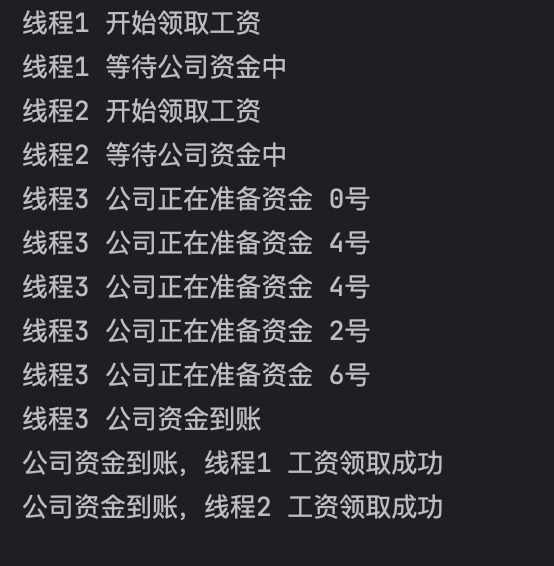 线程1 开始领取工资
线程1 等待公司资金中
线程2 开始领取工资
线程2 等待公司资金中
线程3 公司正在准备资金 0号
线程3 公司正在准备资金 4号
线程3 公司正在准备资金 4号
线程3 公司正在准备资金 2号
线程3 公司正在准备资金 6号
线程3 公司资金到账
公司资金到账，线程1 工资领取成功
公司资金到账，线程2 工资领取成功